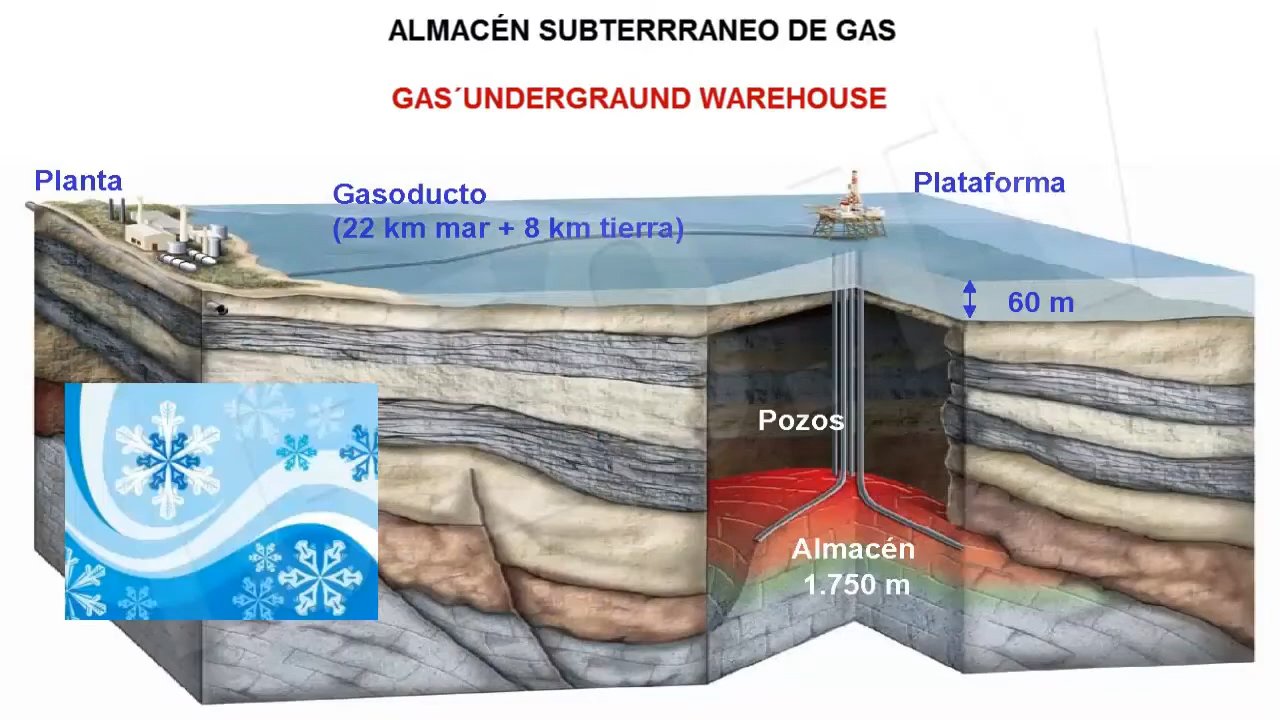 ALMACÉN SUBTERRRANEO DE GAS
GAS´UNDERGRAUND WAREHOUSE
Planta
Gasoducto
(22 km mar + 8 km tierra)
Plataforma
60 m
Pozos
Almacén
1.750 m